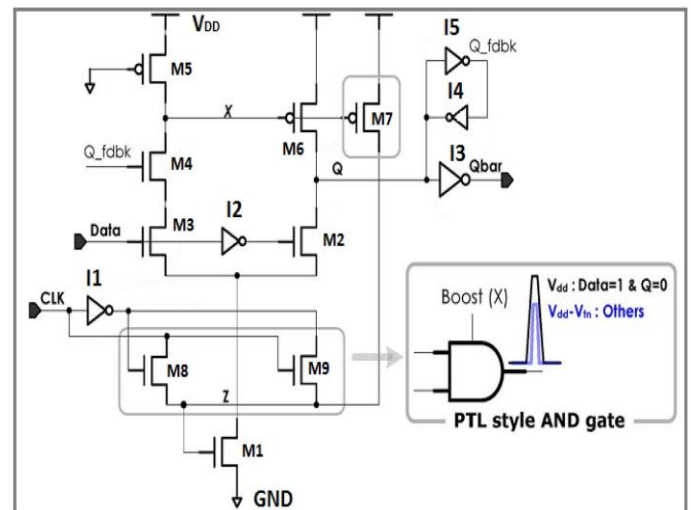 VDD
I5
Q_fdbk
M5
I4
X
M7
M6
Q_fdbk
M4
I3
Qbar
Q
Data
M3
I2
M2
I1
CLK
Vdd : Data=1 & Q=0
Boost (X)
Vdd-Vtn : Others
M8
M9
Z
PTL style AND gate
M1
GND